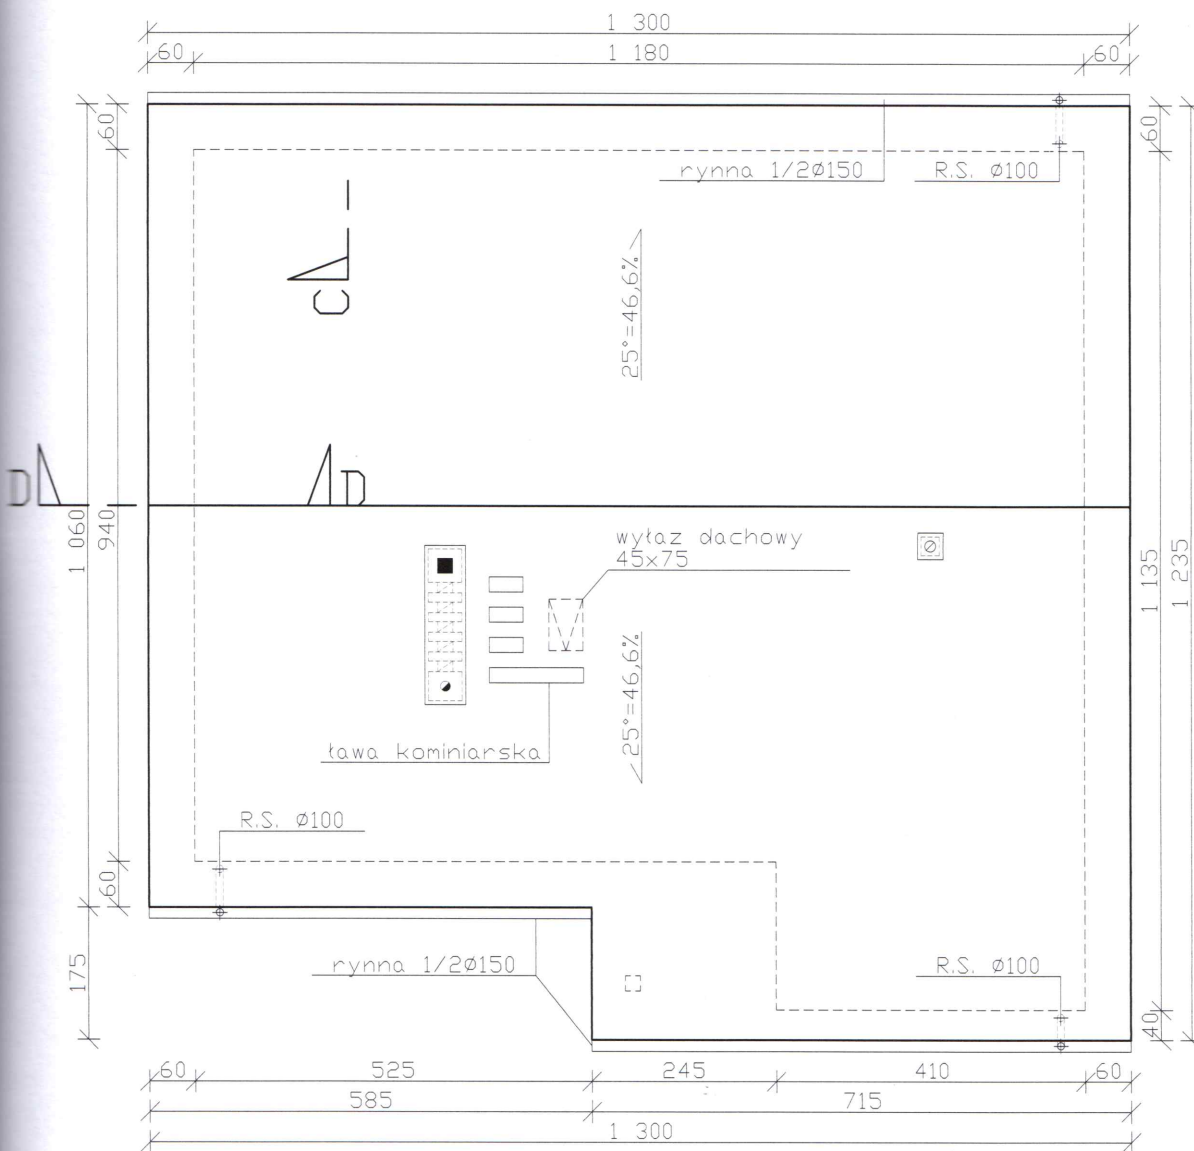 1 300
60
1 180
60
60
60
rynna 1/2Ø150
R.S. Ø100
25°=46,6%
C
D
D
1 060
940
wyłaz dachowy
45x75
1 135
1 235
25°=46,6%
ława kominiarska
R.S. Ø100
60
175
rynna 1/2Ø150
R.S. Ø100
40
60
525
245
410
60
585
715
1 300